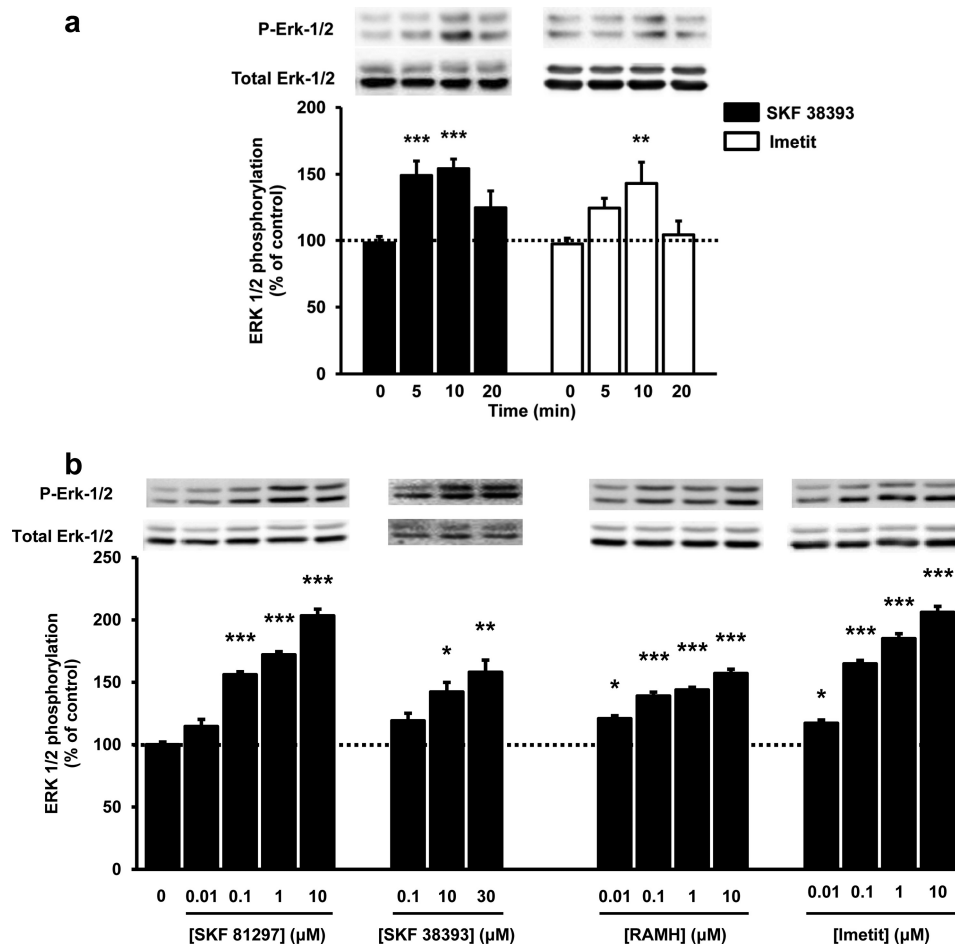 a
P-Erk-1/2
Total Erk-1/2
200
150
100
50
0
ERK 1/2 phosphorylation
(% of control)
*** *** **
SKF 38393
Imetit
0 5 10 20 0 5 10 20
Time (min)
b
P-Erk-1/2
Total Erk-1/2
250
200
150
100
50
0
ERK 1/2 phosphorylation
(% of control)
*** *** *** * ** * *** *** *** * *** *** ***
0 0.01 0.1 1 10 0.1 10 30 0.01 0.1 1 10 0.01 0.1 1 10
[SKF 81297] (µM) [SKF 38393] (µM) [RAMH] (µM) [Imetit] (µM)